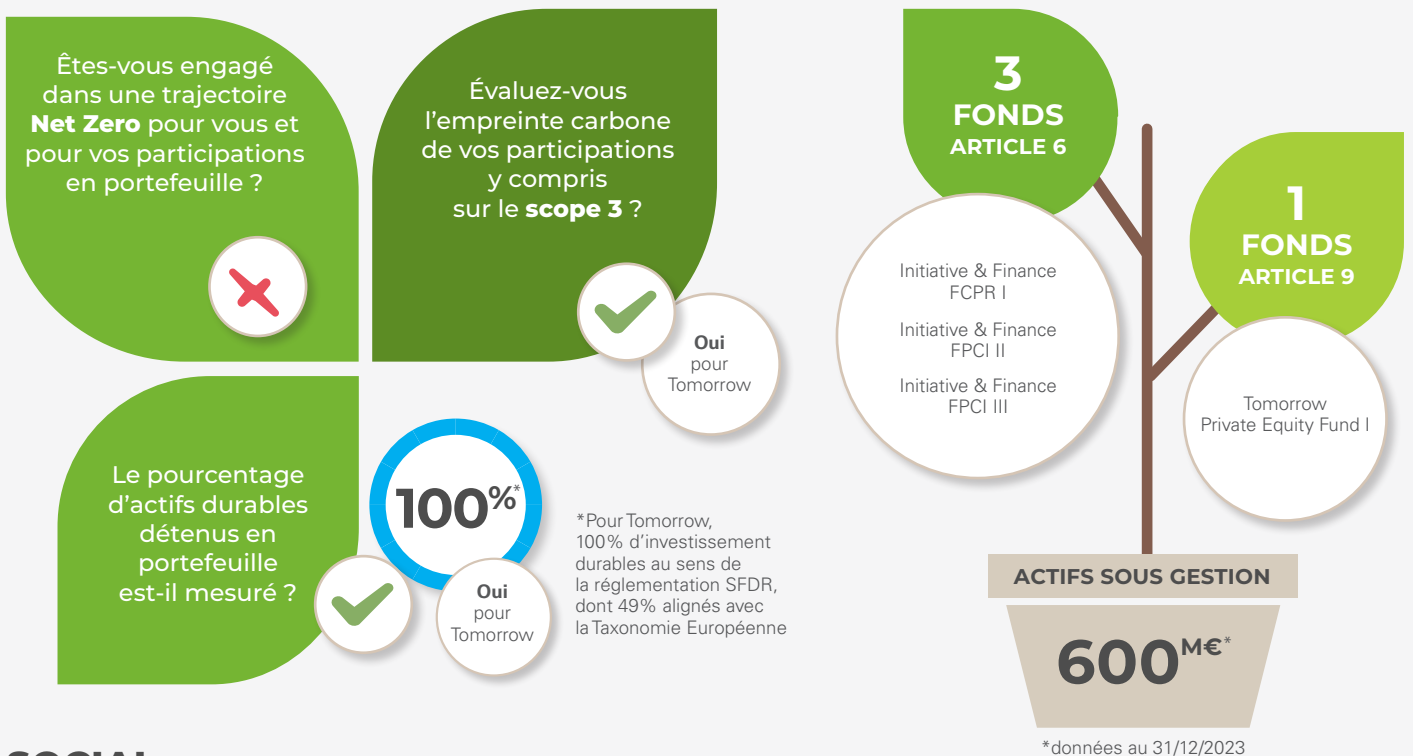 Êtes-vous engagé
dans une trajectoire
Net Zero pour vous et
pour vos participations
en portefeuille ?
Évaluez-vous
l'empreinte carbone
de vos participations
y compris
sur le scope 3 ?
Oui
pour
Tomorrow
Le pourcentage
d'actifs durables
détenus en
portefeuille
est-il mesuré ?
100%*
Oui
pour
Tomorrow
*Pour Tomorrow,
100% d'investissement
durables au sens de
la réglementation SFDR,
dont 49% alignés avec
la Taxonomie Européenne
3
FONDS
ARTICLE 6
Initiative & Finance
FCPR I
Initiative & Finance
FPCI II
Initiative & Finance
FPCI III
1
FONDS
ARTICLE 9
Tomorrow
Private Equity Fund I
ACTIFS SOUS GESTION
600 M€*
*données au 31/12/2023
SOCIAL